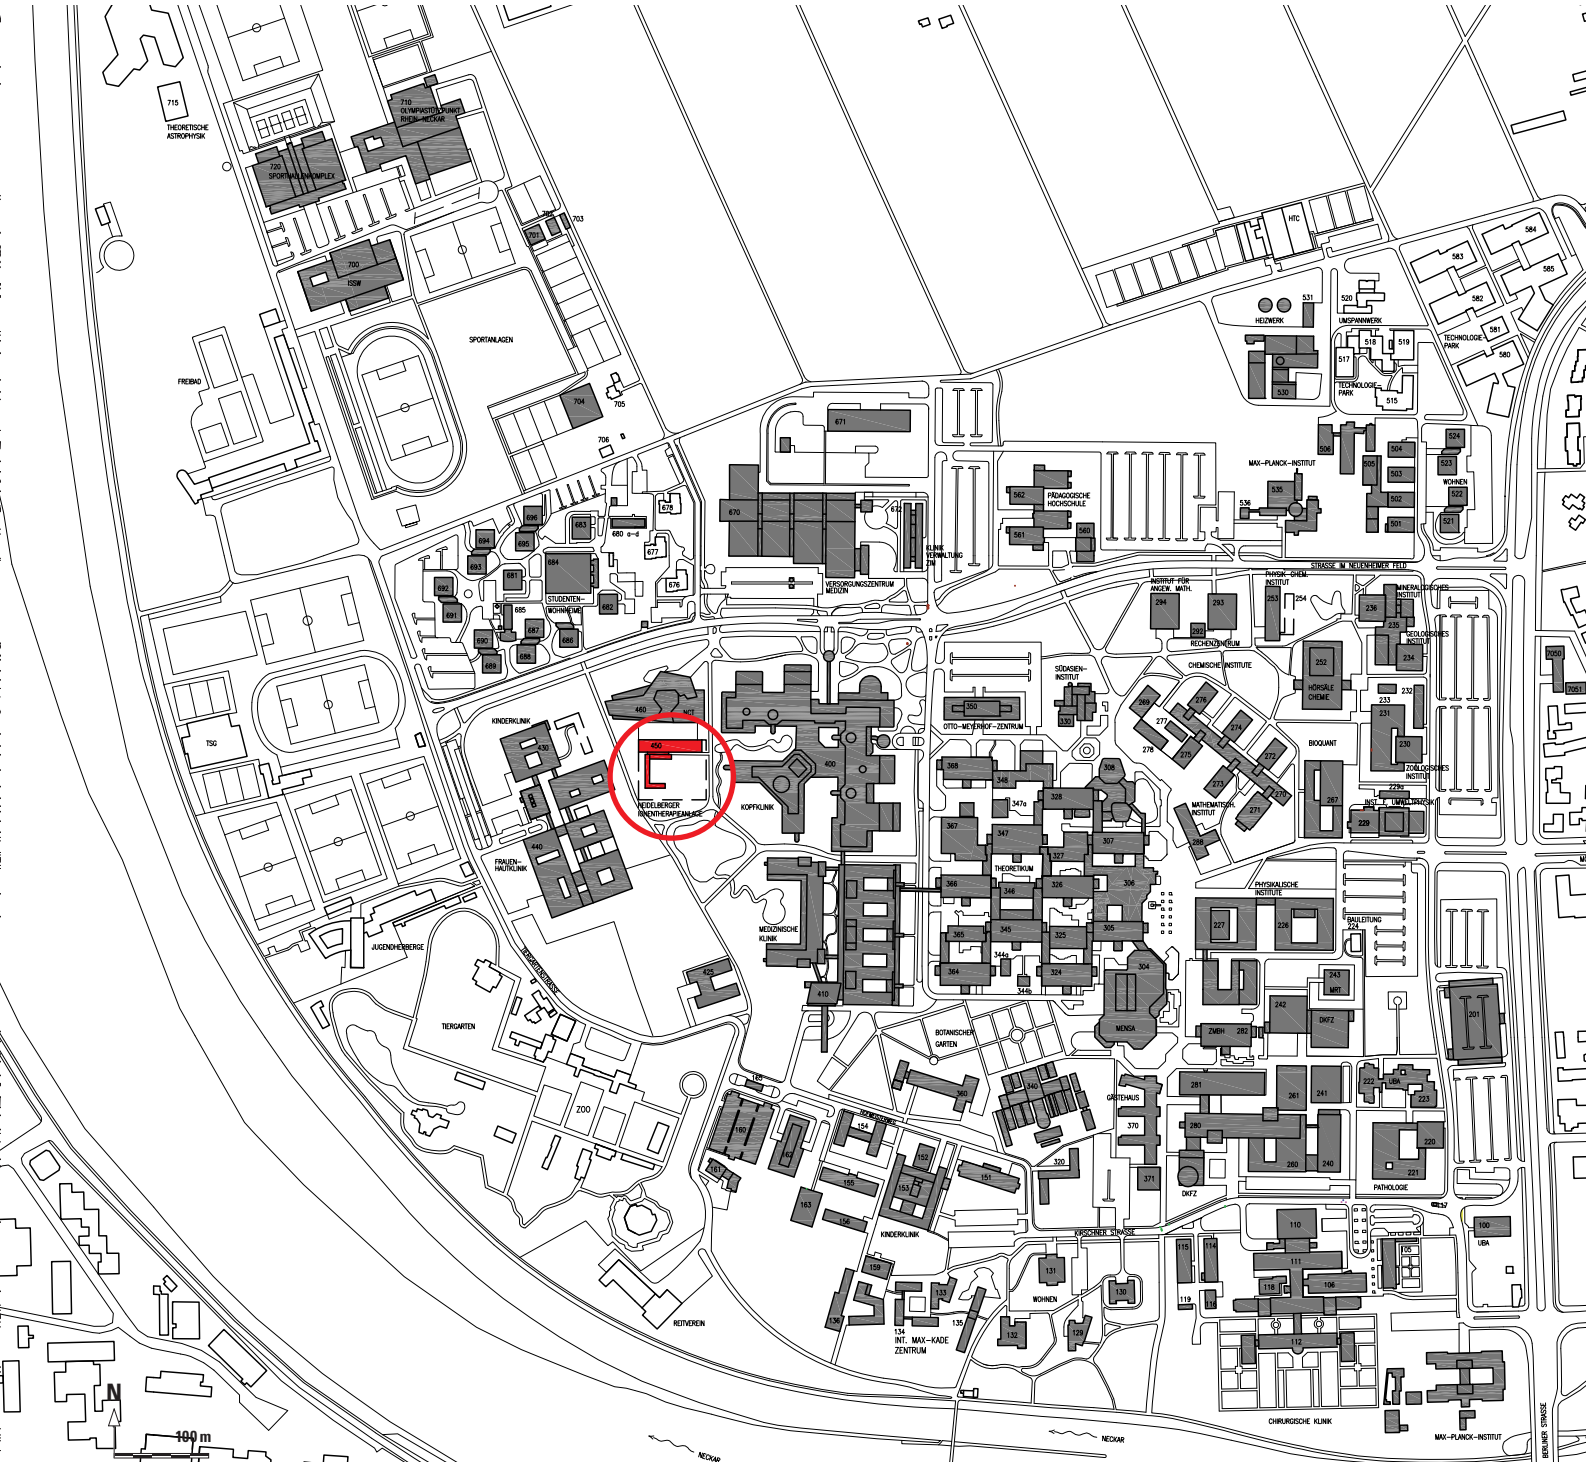 715
THEORETISCHE
ASTROPHYSIK
710
OLYMPIASTÜTZPUNKT
RHEIN-NECKAR
720
SPORTHALLENKOMPLEX
702
703
701
700
ISSW
HTC
584
583
585
582
581
580
TECHNOLOGIE-
PARK
531
HEIZWERK
530
520
UMSPANNWERK
518
519
517
TECHNOLOGIE-
PARK
515
SPORTANLAGEN
FREIBAD
704
705
706
671
670
672
KLINIK
VERWALTUNG
ZIM
VERSORGUNGSZENTRUM
MEDIZIN
562
PÄDAGOGISCHE
HOCHSCHULE
561
560
MAX-PLANCK-INSTITUT
535
536
506
505
504
503
502
501
524
523
WOHNEN
522
521
696
695
694
693
692
691
690
689
688
687
686
685
684
683
682
681
680 a-d
678
677
676
STUDENTEN-
WOHNHEIME
STRASSE IM NEUENHEIMER FELD
INSTITUT FÜR
ANGEW. MATH.
294
293
292
RECHENZENTRUM
PHYSIK. CHEM.
INSTITUT
253
254
MINERALOGISCHES
INSTITUT
236
235
GEOLOGISCHES
INSTITUT
234
7050
7051
252
HÖRSÄLE
CHEMIE
233
232
231
230
ZOOLOGISCHES
INSTITUT
229a
INST. F. UMWELTPHYSIK
229
CHEMISCHE INSTITUTE
269
276
277
274
278
275
272
273
270
271
BIOQUANT
267
MATHEMATISCH.
INSTITUT
288
TSG
KINDERKLINIK
430
460
NCT
450
HEIDELBERGER
IONENTHERAPIEANLAGE
400
KOPFKLINIK
SÜDASIEN-
INSTITUT
330
350
OTTO-MEYERHOF-ZENTRUM
368
348
347a
328
308
367
347
327
307
THEORETIKUM
366
346
326
306
365
345
325
305
364
344a
344b
324
304
MENSA
440
FRAUEN-
HAUTKLINIK
MEDIZINISCHE
KLINIK
410
425
JUGENDHERBERGE
TIERGARTENSTRASSE
TIERGARTEN
ZOO
PHYSIKALISCHE
INSTITUTE
227
226
BAULEITUNG
224
243
MRT
242
DKFZ
ZMBH
282
201
BOTANISCHER
GARTEN
360
340
GÄSTEHAUS
370
371
320
281
261
241
280
260
240
DKFZ
222
UBA
223
220
221
PATHOLOGIE
165
160
161
162
163
HOFMEISTERWEG
154
155
156
152
153
151
KINDERKLINIK
KIRSCHNER STRASSE
159
136
133
134
135
INT. MAX-KADE
ZENTRUM
131
WOHNEN
132
130
129
REITVEREIN
115
114
119
116
110
111
118
106
112
105
117
100
UBA
CHIRURGISCHE KLINIK
MAX-PLANCK-INSTITUT
BERLINER STRASSE
NECKAR
NECKAR
N
100 m